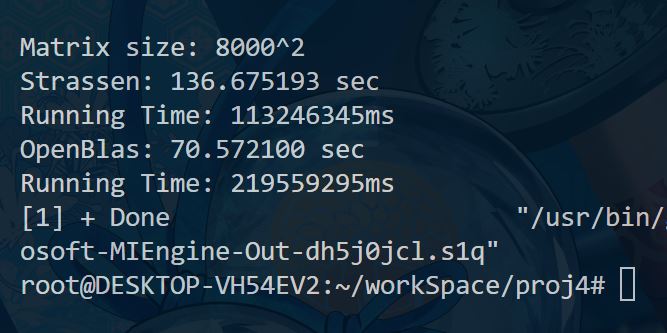 Matrix size: 8000^2
Strassen: 136.675193 sec
Running Time: 113246345ms
OpenBlas: 70.572100 sec
Running Time: 219559295ms
[1] + Done                       "/usr/bin/
osoft-MIEngine-Out-dh5j0jcl.s1q"
root@DESKTOP-VH54EV2:~/workSpace/proj4#